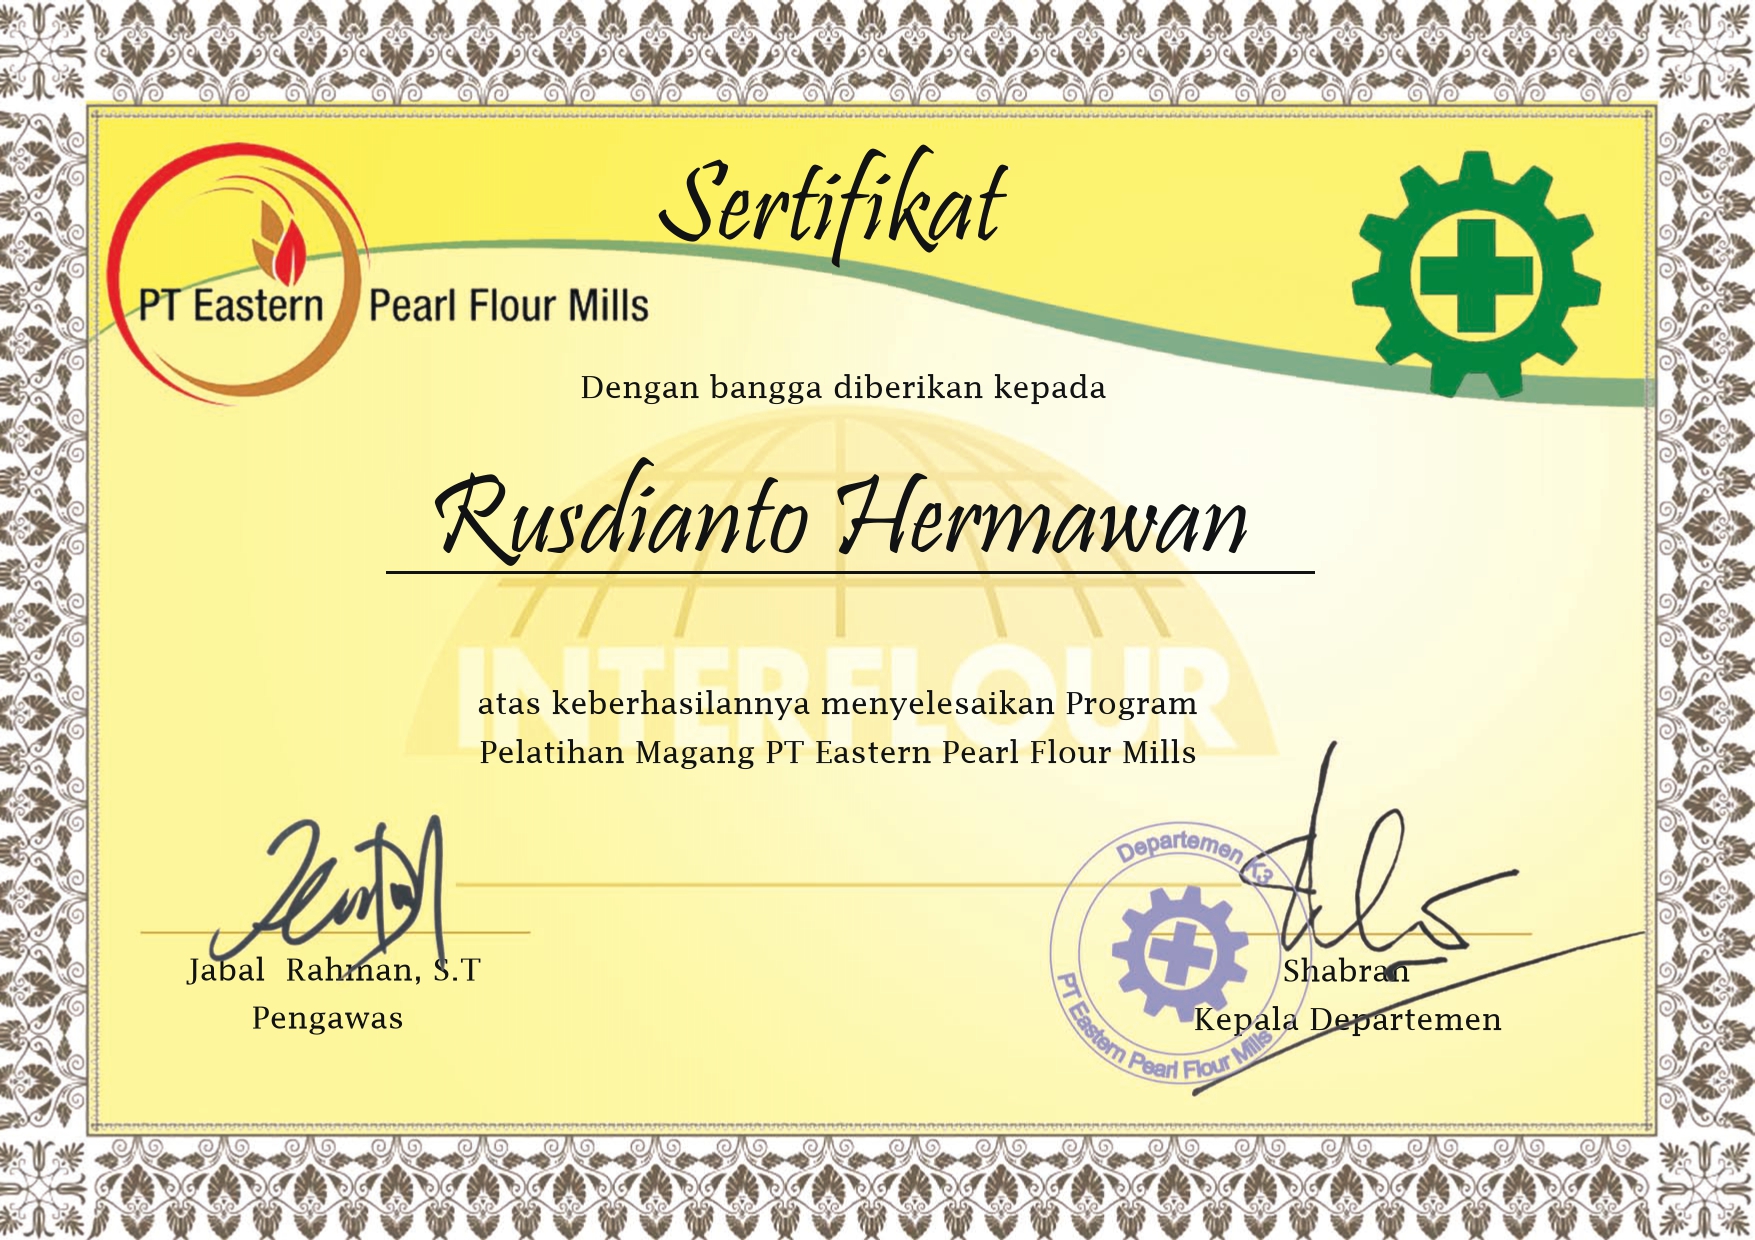 Sertifikat
PT Eastern Pearl Flour Mills
Dengan bangga diberikan kepada
Rusdianto Hermawan
INTERFLOUR
atas keberhasilannya menyelesaikan Program
Pelatihan Magang PT Eastern Pearl Flour Mills
Jabal Rahman, S.T
Pengawas
Departemen K3
PT Eastern Pearl Flour Mills
Shabran
Kepala Departemen